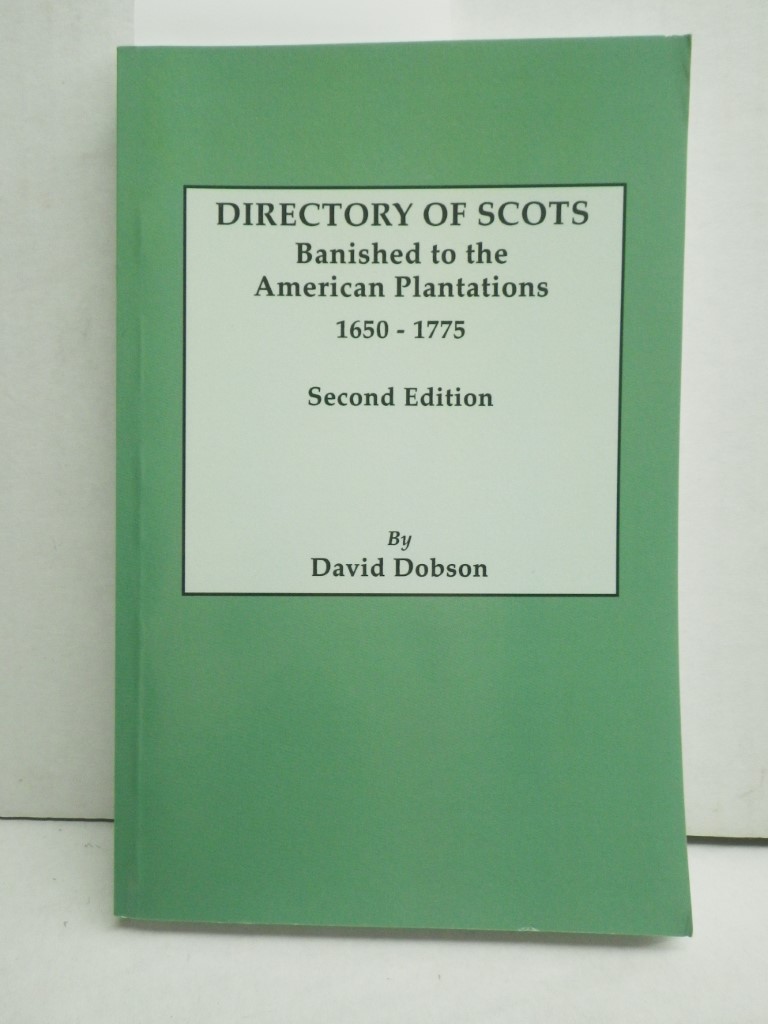 DIRECTORY OF SCOTS
Banished to the
American Plantations
1650 - 1775
Second Edition
By
David Dobson